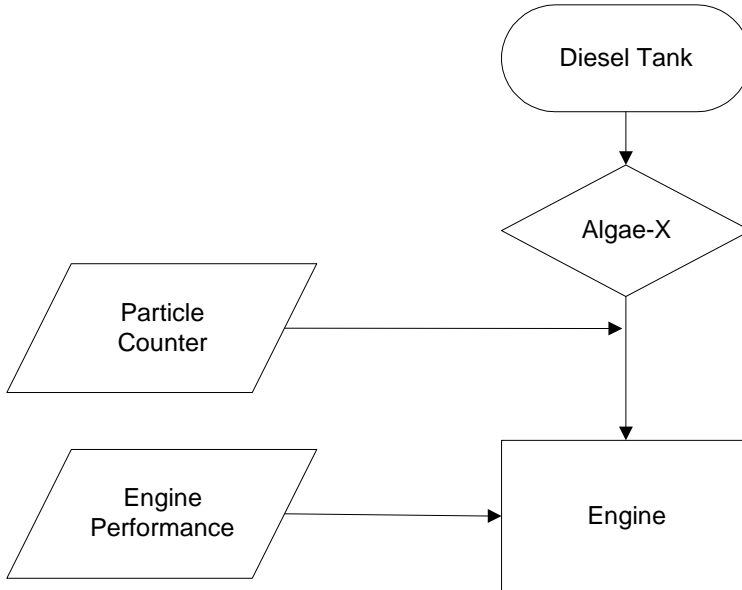 Diesel Tank
Algae-X
Particle
Counter
Engine
Performance
Engine